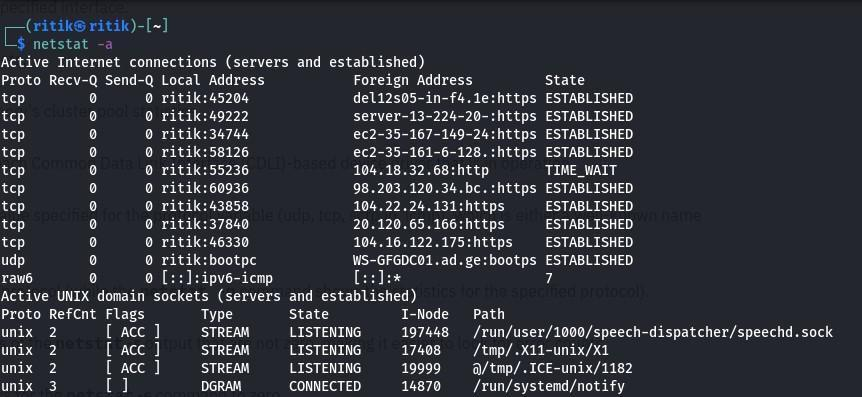 pecified interface.
┌──(ritik㉿ritik)-[~]
└─$ netstat -a
Active Internet connections (servers and established)
Proto Recv-Q Send-Q Local Address           Foreign Address         State
tcp        0      0 ritik:45204             del12s05-in-f4.1e:https ESTABLISHED
tcp        0      0 ritik:49222             server-13-224-20-:https ESTABLISHED
tcp        0      0 ritik:34744             ec2-35-167-149-24:https ESTABLISHED
tcp        0      0 ritik:58126             ec2-35-161-6-128.:https ESTABLISHED
tcp        0      0 ritik:55236             104.18.32.68:http       TIME_WAIT
tcp        0      0 ritik:60936             98.203.120.34.bc.:https ESTABLISHED
tcp        0      0 ritik:43858             104.22.24.131:https     ESTABLISHED
tcp        0      0 ritik:37840             20.120.65.166:https     ESTABLISHED
tcp        0      0 ritik:46330             104.16.122.175:https    ESTABLISHED
udp        0      0 ritik:bootpc            WS-GFGDC01.ad.ge:bootps ESTABLISHED
raw6       0      0 [::]:ipv6-icmp          [::]:*                  7
Active UNIX domain sockets (servers and established)
Proto RefCnt Flags       Type       State         I-Node   Path
unix  2      [ ACC ]     STREAM     LISTENING     197448   /run/user/1000/speech-dispatcher/speechd.sock
unix  2      [ ACC ]     STREAM     LISTENING     17408    /tmp/.X11-unix/X1
unix  2      [ ACC ]     STREAM     LISTENING     19999    @/tmp/.ICE-unix/1182
unix  3      [ ]         DGRAM      CONNECTED     14870    /run/systemd/notify